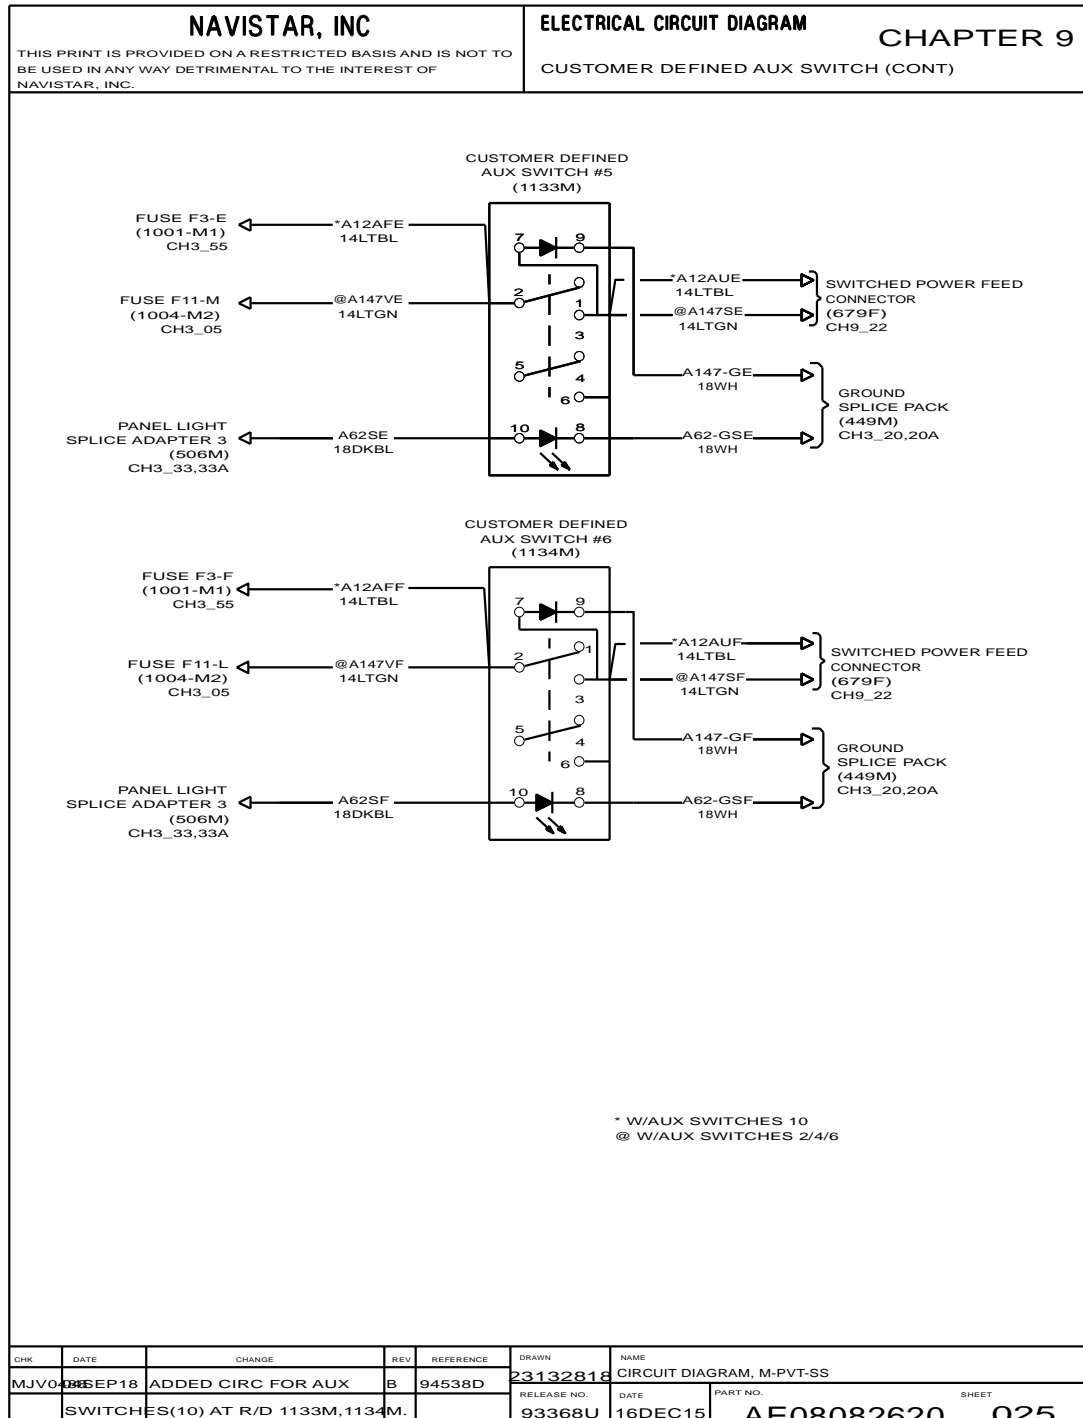 NAVISTAR, INC
THIS PRINT IS PROVIDED ON A RESTRICTED BASIS AND IS NOT TO
BE USED IN ANY WAY DETRIMENTAL TO THE INTEREST OF
NAVISTAR, INC.
ELECTRICAL CIRCUIT DIAGRAM
CHAPTER 9
CUSTOMER DEFINED AUX SWITCH (CONT)
CUSTOMER DEFINED
AUX SWITCH #5
(1133M)
FUSE F3-E
(1001-M1)
CH3_55
*A12AFE
14LTBL
FUSE F11-M
(1004-M2)
CH3_05
@A147VE
14LTGN
PANEL LIGHT
SPLICE ADAPTER 3
(506M)
CH3_33,33A
A62SE
18DKBL
7
9
2
1
3
5
4
6
10
8
*A12AUE
14LTBL
@A147SE
14LTGN
SWITCHED POWER FEED
CONNECTOR
(679F)
CH9_22
A147-GE
18WH
A62-GSE
18WH
GROUND
SPLICE PACK
(449M)
CH3_20,20A
CUSTOMER DEFINED
AUX SWITCH #6
(1134M)
FUSE F3-F
(1001-M1)
CH3_55
*A12AFF
14LTBL
FUSE F11-L
(1004-M2)
CH3_05
@A147VF
14LTGN
PANEL LIGHT
SPLICE ADAPTER 3
(506M)
CH3_33,33A
A62SF
18DKBL
7
9
2
1
3
5
4
6
10
8
*A12AUF
14LTBL
@A147SF
14LTGN
SWITCHED POWER FEED
CONNECTOR
(679F)
CH9_22
A147-GF
18WH
A62-GSF
18WH
GROUND
SPLICE PACK
(449M)
CH3_20,20A
* W/AUX SWITCHES 10
@ W/AUX SWITCHES 2/4/6
CHK DATE CHANGE REV REFERENCE
SEP18 ADDED CIRC FOR AUX B 94538D
SWITCHES(10) AT R/D 1133M,1134M.
DRAWN
23132818
NAME
CIRCUIT DIAGRAM, M-PVT-SS
RELEASE NO.
93368U
DATE
16DEC15
PART NO.
AE08082620
SHEET
025